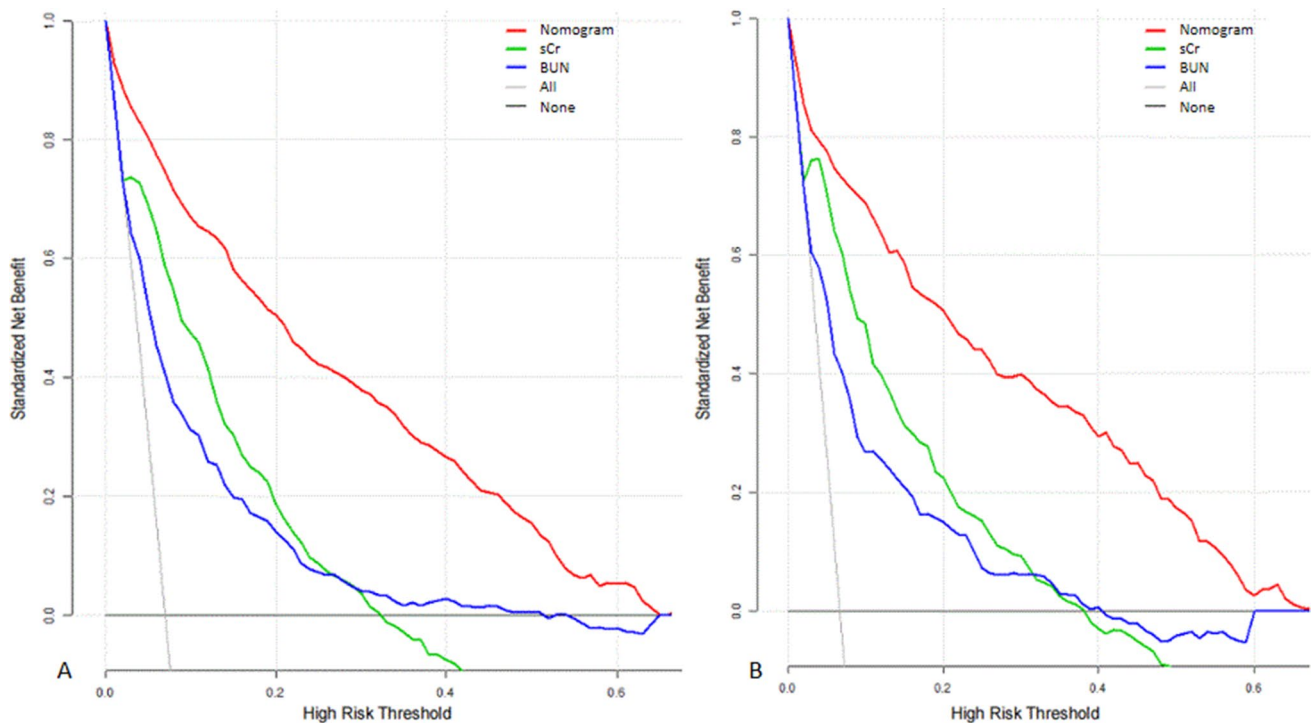 Nomogram
sCr
BUN
All
None
Standardized Net Benefit
1.0
0.8
0.6
0.4
0.2
0.0
A
0.0
0.2
0.4
0.6
High Risk Threshold
Nomogram
sCr
BUN
All
None
Standardized Net Benefit
1.0
0.8
0.6
0.4
0.2
0.0
B
0.0
0.2
0.4
0.6
High Risk Threshold